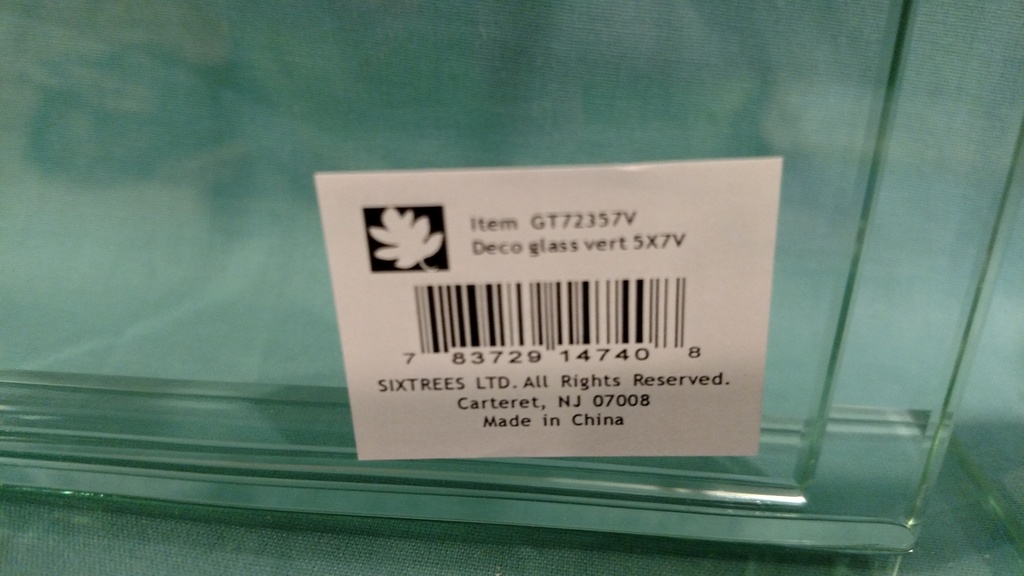 Item GT72357V
Deco glass vert 5X7V
7 83729 14740 8
SIXTREES LTD. All Rights Reserved.
Carteret, NJ 07008
Made in China